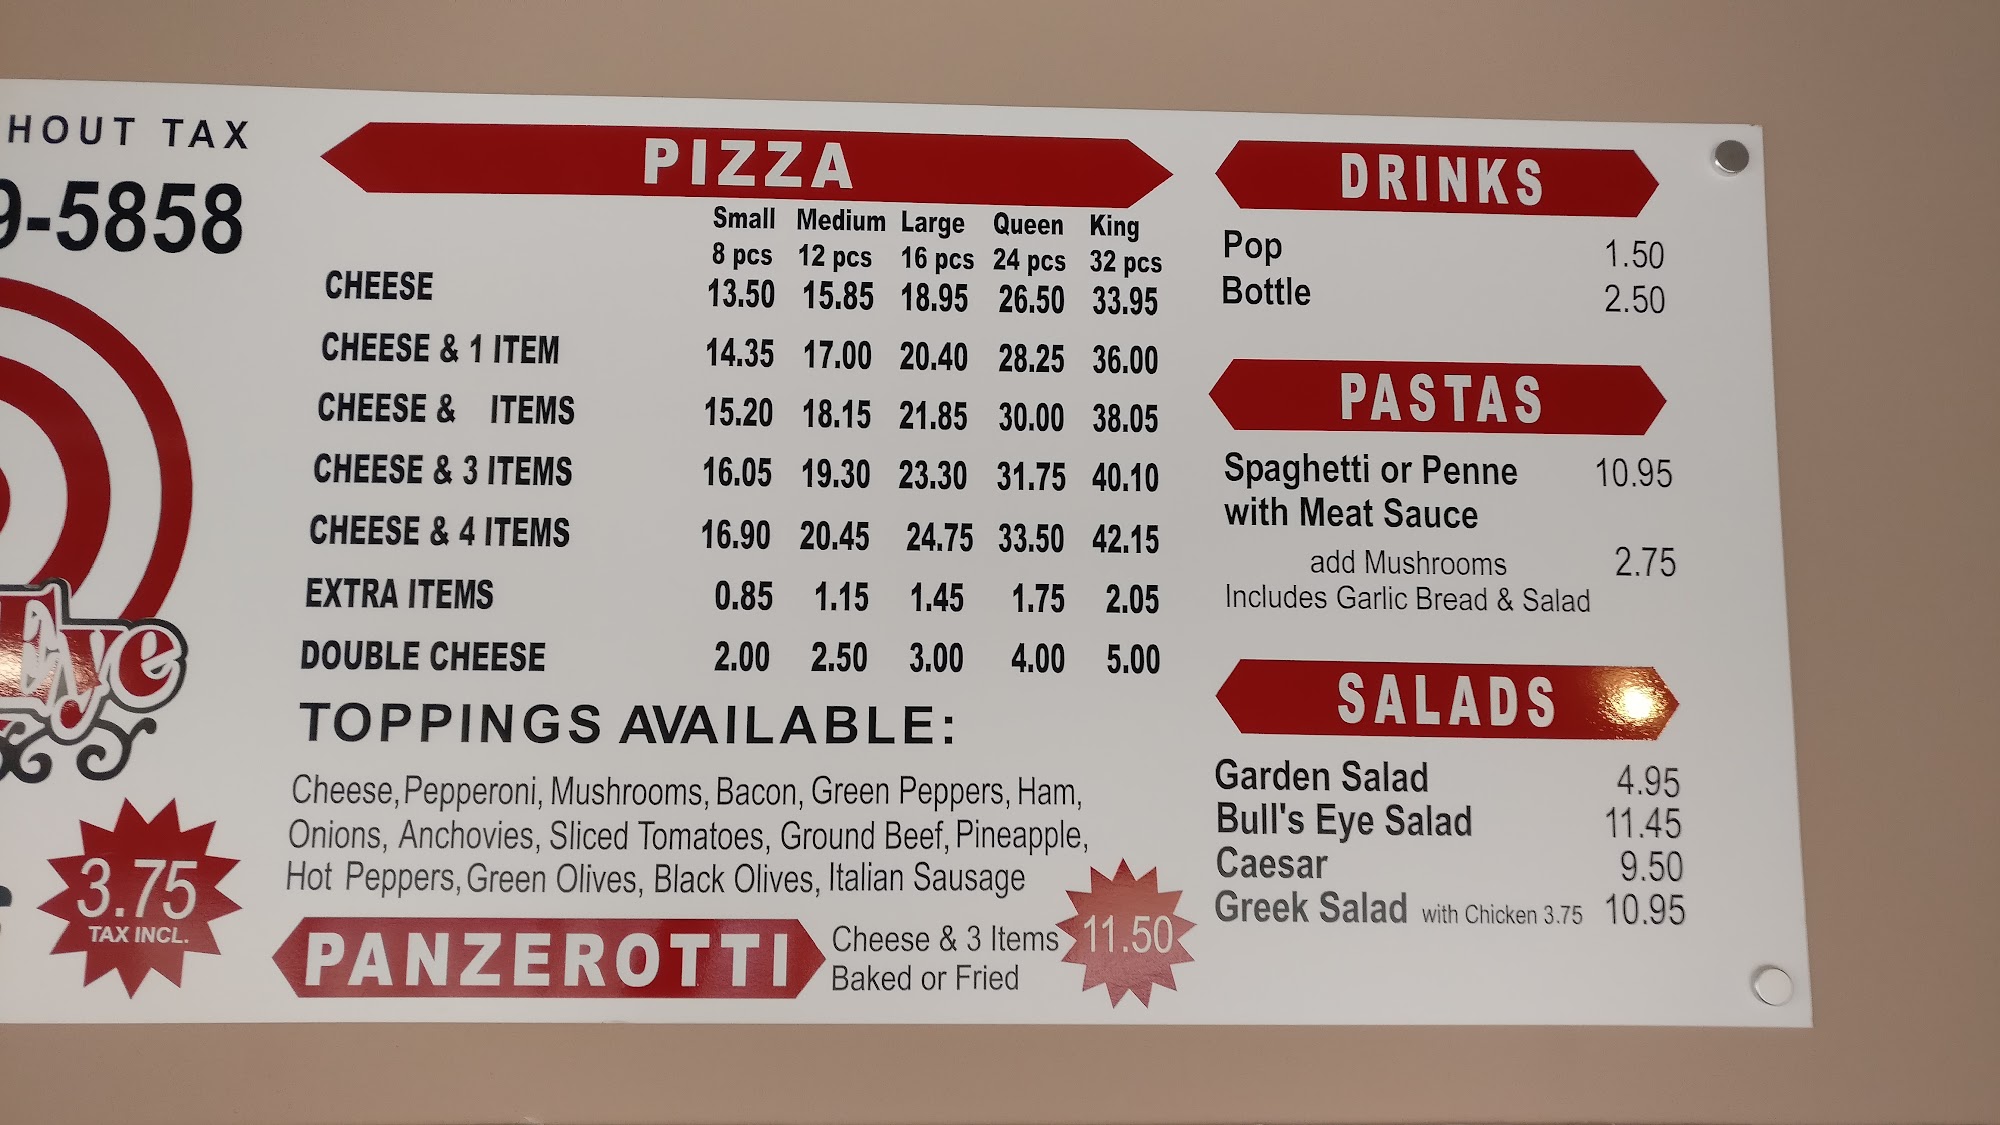 HOUT TAX
9-5858
Eye
3.75
TAX INCL.
PIZZA
Small Medium Large Queen King
8 pcs 12 pcs 16 pcs 24 pcs 32 pcs
CHEESE 13.50 15.85 18.95 26.50 33.95
CHEESE & 1 ITEM 14.35 17.00 20.40 28.25 36.00
CHEESE & ITEMS 15.20 18.15 21.85 30.00 38.05
CHEESE & 3 ITEMS 16.05 19.30 23.30 31.75 40.10
CHEESE & 4 ITEMS 16.90 20.45 24.75 33.50 42.15
EXTRA ITEMS 0.85 1.15 1.45 1.75 2.05
DOUBLE CHEESE 2.00 2.50 3.00 4.00 5.00
TOPPINGS AVAILABLE:
Cheese, Pepperoni, Mushrooms, Bacon, Green Peppers, Ham,
Onions, Anchovies, Sliced Tomatoes, Ground Beef, Pineapple,
Hot Peppers, Green Olives, Black Olives, Italian Sausage
PANZEROTTI
Cheese & 3 Items
Baked or Fried
11.50
DRINKS
Pop 1.50
Bottle 2.50
PASTAS
Spaghetti or Penne 10.95
with Meat Sauce
add Mushrooms 2.75
Includes Garlic Bread & Salad
SALADS
Garden Salad 4.95
Bull's Eye Salad 11.45
Caesar 9.50
Greek Salad with Chicken 3.75 10.95